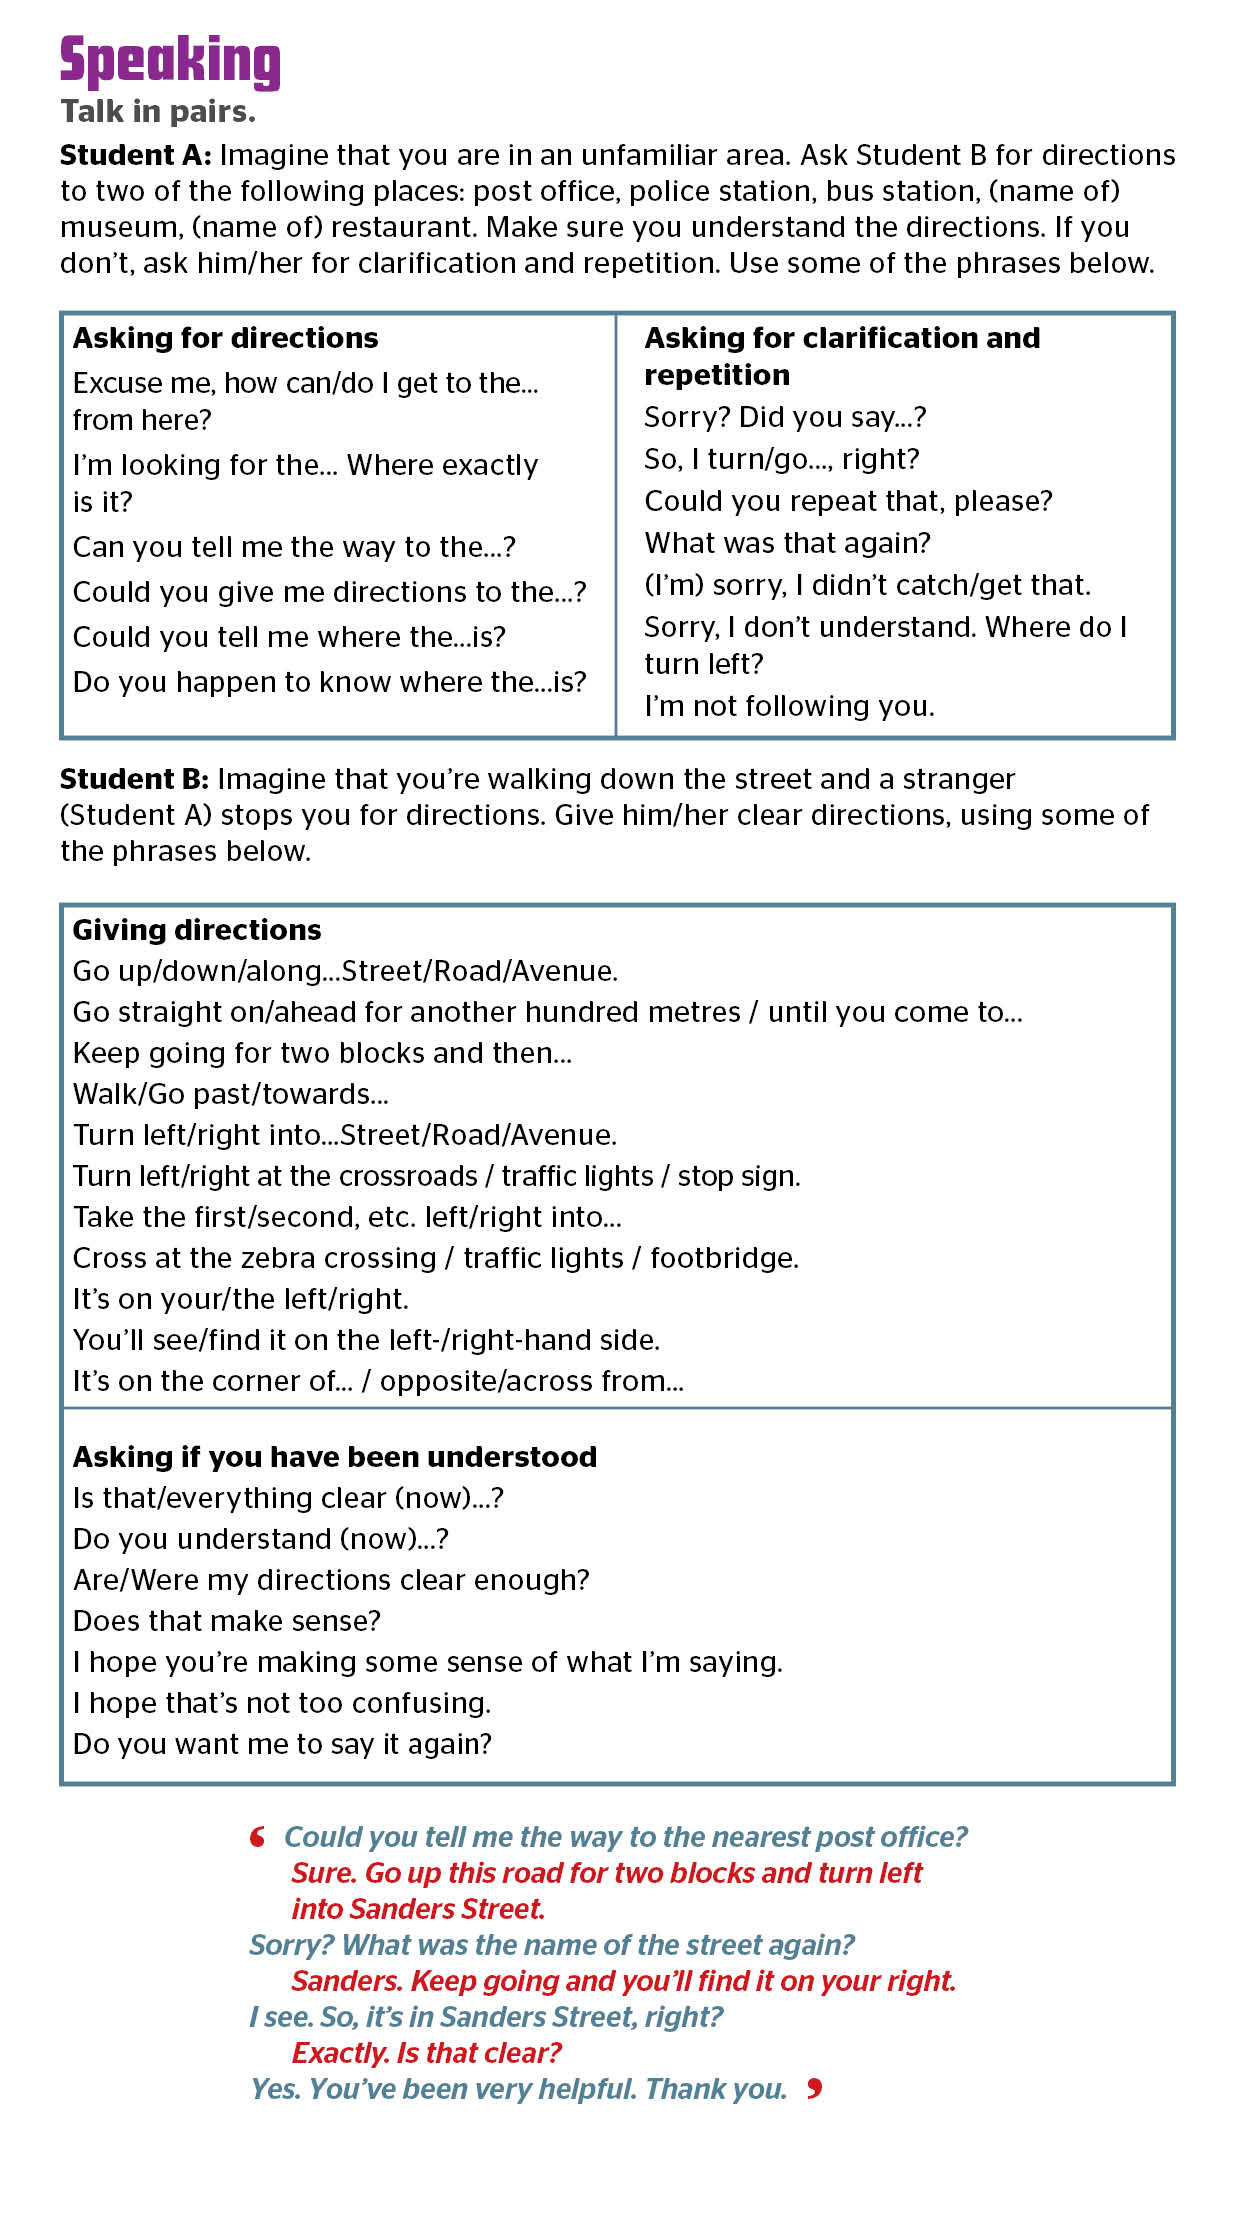 Speaking
Talk in pairs.
Student A: Imagine that you are in an unfamiliar area. Ask Student B for directions
to two of the following places: post office, police station, bus station, (name of)
museum, (name of) restaurant. Make sure you understand the directions. If you
don’t, ask him/her for clarification and repetition. Use some of the phrases below.
Asking for directions
Excuse me, how can/do I get to the...
from here?
I’m looking for the... Where exactly
is it?
Can you tell me the way to the...?
Could you give me directions to the...?
Could you tell me where the...is?
Do you happen to know where the...is?
Asking for clarification and
repetition
Sorry? Did you say...?
So, I turn/go..., right?
Could you repeat that, please?
What was that again?
(I’m) sorry, I didn’t catch/get that.
Sorry, I don’t understand. Where do I
turn left?
I’m not following you.
Student B: Imagine that you’re walking down the street and a stranger
(Student A) stops you for directions. Give him/her clear directions, using some of
the phrases below.
Giving directions
Go up/down/along...Street/Road/Avenue.
Go straight on/ahead for another hundred metres / until you come to...
Keep going for two blocks and then...
Walk/Go past/towards...
Turn left/right into...Street/Road/Avenue.
Turn left/right at the crossroads / traffic lights / stop sign.
Take the first/second, etc. left/right into...
Cross at the zebra crossing / traffic lights / footbridge.
It’s on your/the left/right.
You’ll see/find it on the left-/right-hand side.
It’s on the corner of... / opposite/across from...
Asking if you have been understood
Is that/everything clear (now)...?
Do you understand (now)...?
Are/Were my directions clear enough?
Does that make sense?
I hope you’re making some sense of what I’m saying.
I hope that’s not too confusing.
Do you want me to say it again?
‘ Could you tell me the way to the nearest post office?
Sure. Go up this road for two blocks and turn left
into Sanders Street.
Sorry? What was the name of the street again?
Sanders. Keep going and you’ll find it on your right.
I see. So, it’s in Sanders Street, right?
Exactly. Is that clear?
Yes. You’ve been very helpful. Thank you. ’